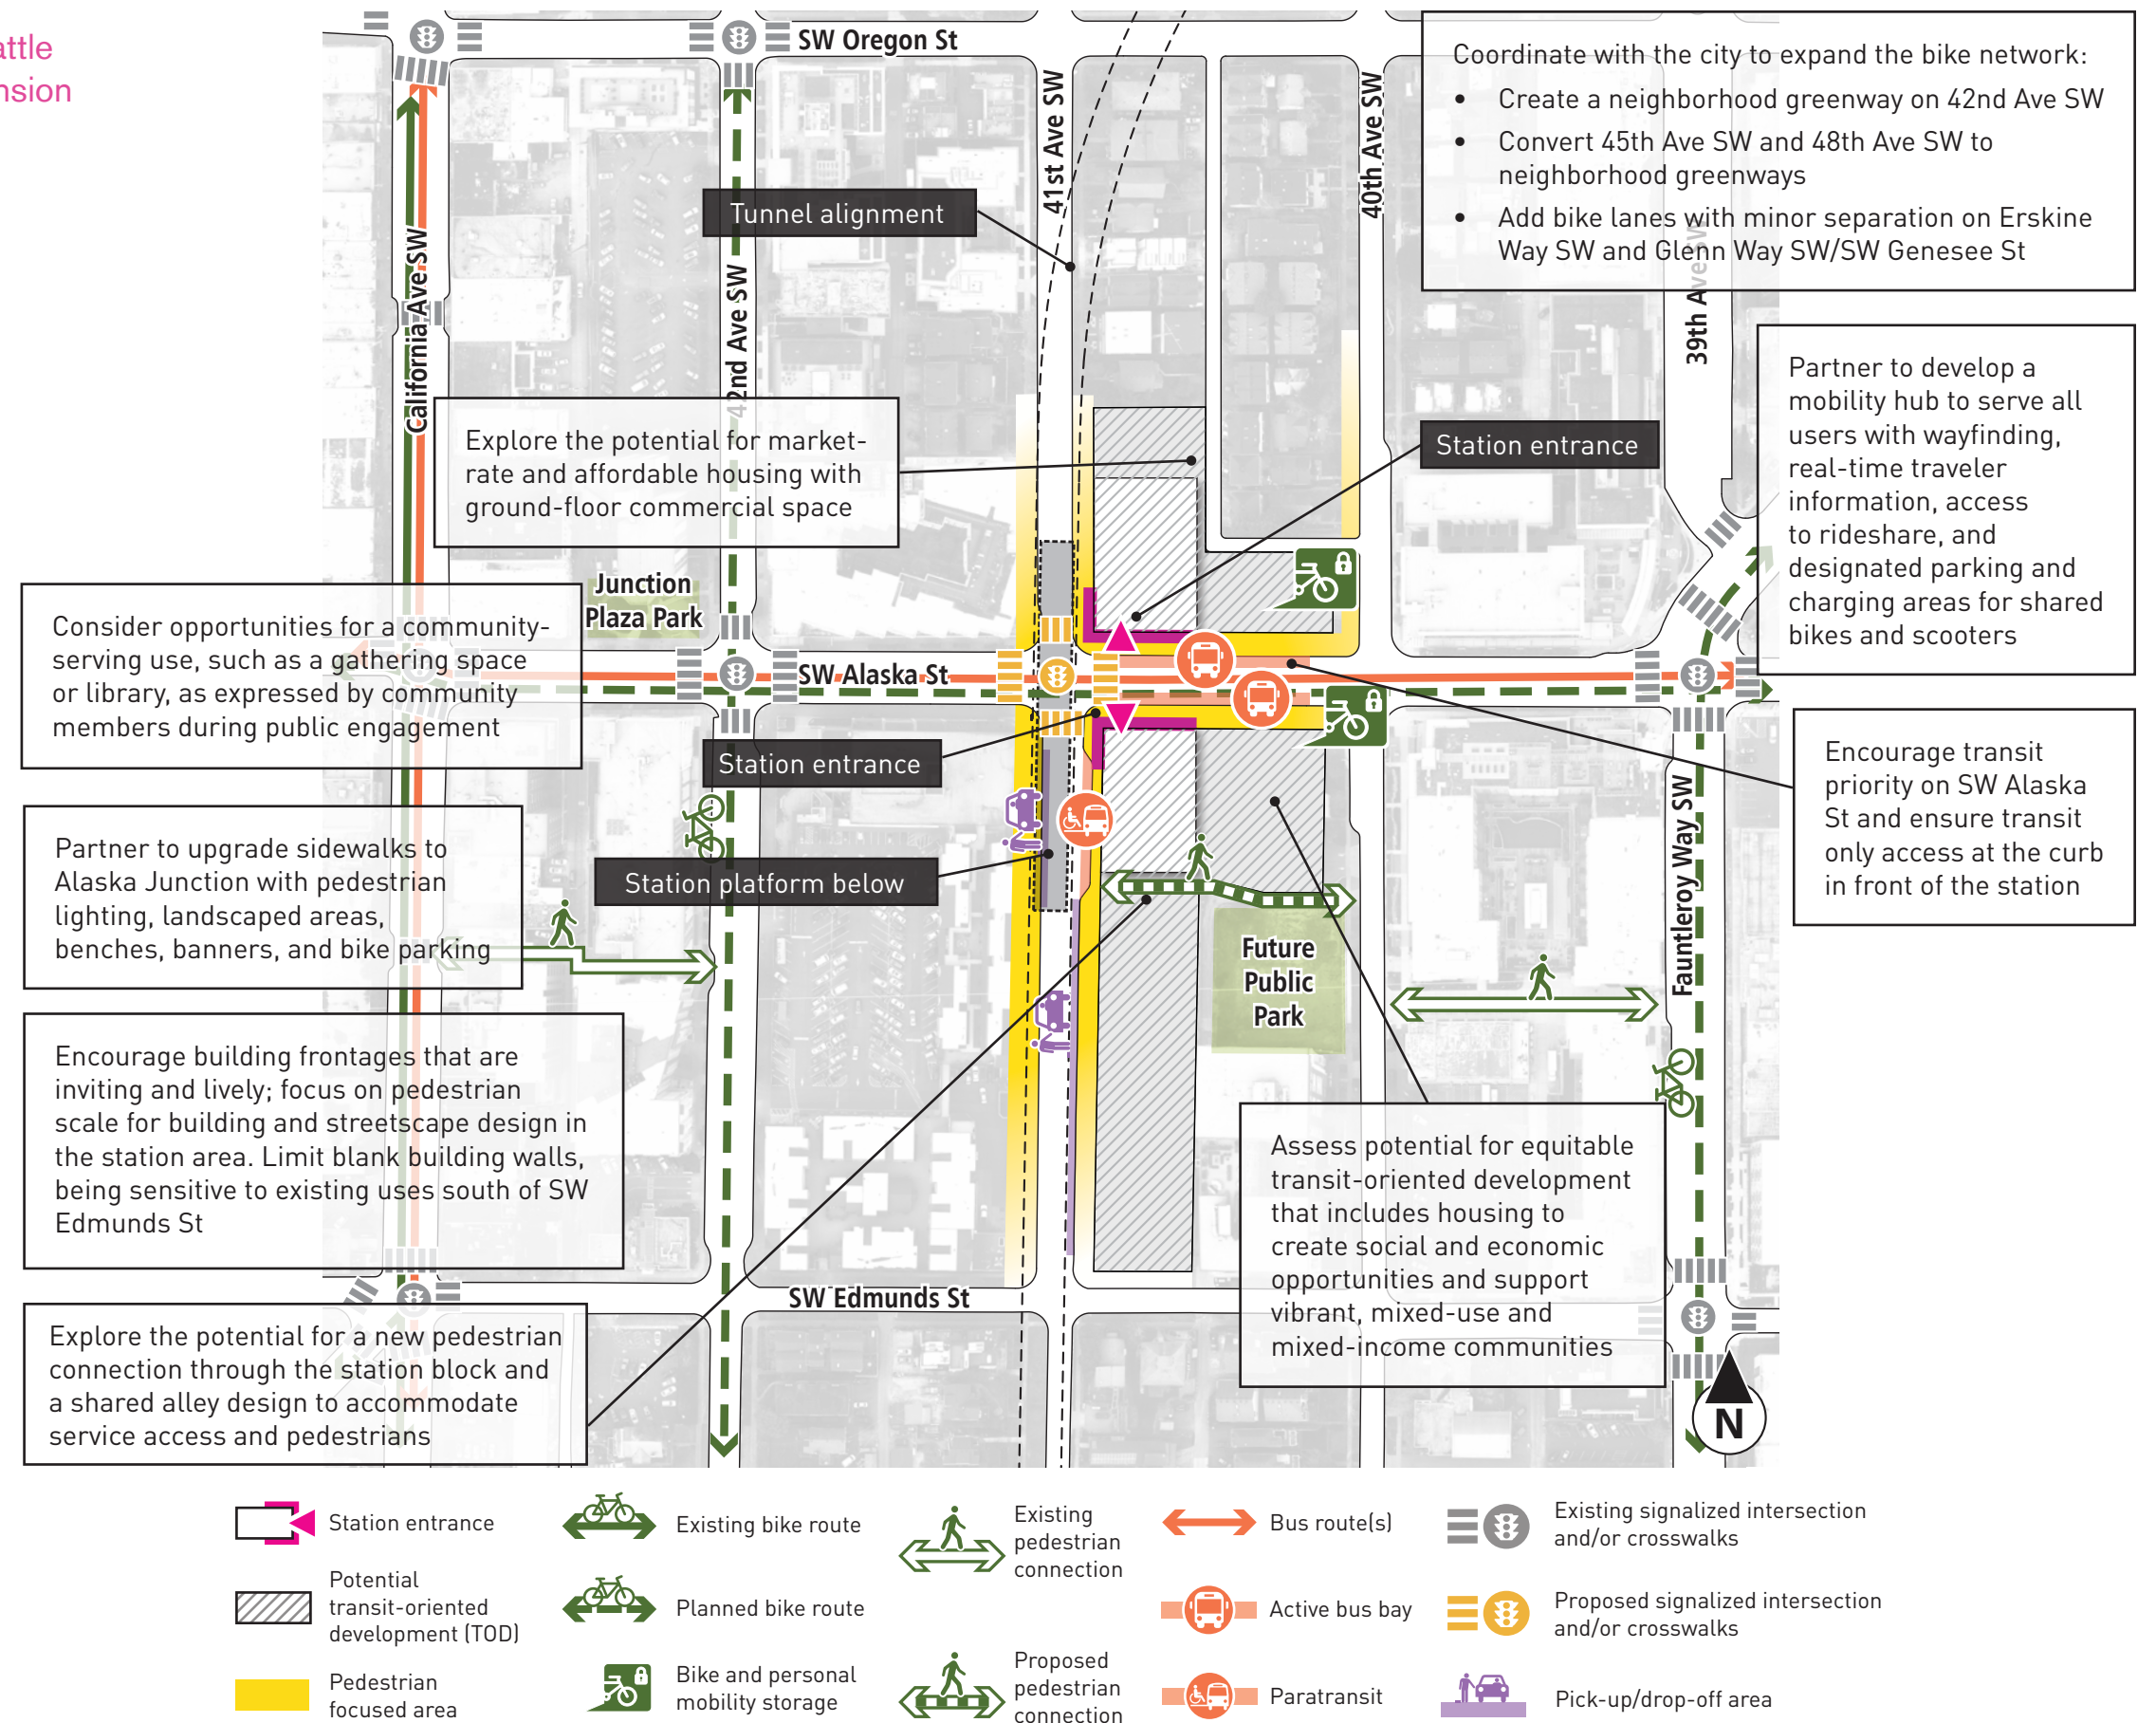 attle
nsion
SW Oregon St
41st Ave SW
40th Ave SW
Coordinate with the city to expand the bike network:
• Create a neighborhood greenway on 42nd Ave SW
• Convert 45th Ave SW and 48th Ave SW to
neighborhood greenways
• Add bike lanes with minor separation on Erskine
Way SW and Glenn Way SW/SW Genesee St
Tunnel alignment
California Ave SW
42nd Ave SW
39th Ave SW
Partner to develop a
mobility hub to serve all
users with wayfinding,
real-time traveler
information, access
to rideshare, and
designated parking and
charging areas for shared
bikes and scooters
Explore the potential for market-
rate and affordable housing with
ground-floor commercial space
Station entrance
Junction
Plaza Park
Consider opportunities for a community-
serving use, such as a gathering space
or library, as expressed by community
members during public engagement
SW Alaska St
Station entrance
Encourage transit
priority on SW Alaska
St and ensure transit
only access at the curb
in front of the station
Partner to upgrade sidewalks to
Alaska Junction with pedestrian
lighting, landscaped areas,
benches, banners, and bike parking
Station platform below
Fauntleroy Way SW
Future
Public
Park
Encourage building frontages that are
inviting and lively; focus on pedestrian
scale for building and streetscape design in
the station area. Limit blank building walls,
being sensitive to existing uses south of SW
Edmunds St
Assess potential for equitable
transit-oriented development
that includes housing to
create social and economic
opportunities and support
vibrant, mixed-use and
mixed-income communities
SW Edmunds St
Explore the potential for a new pedestrian
connection through the station block and
a shared alley design to accommodate
service access and pedestrians
N
Station entrance
Potential
transit-oriented
development (TOD)
Pedestrian
focused area
Existing bike route
Planned bike route
Bike and personal
mobility storage
Existing
pedestrian
connection
Proposed
pedestrian
connection
Bus route(s)
Active bus bay
Paratransit
Existing signalized intersection
and/or crosswalks
Proposed signalized intersection
and/or crosswalks
Pick-up/drop-off area